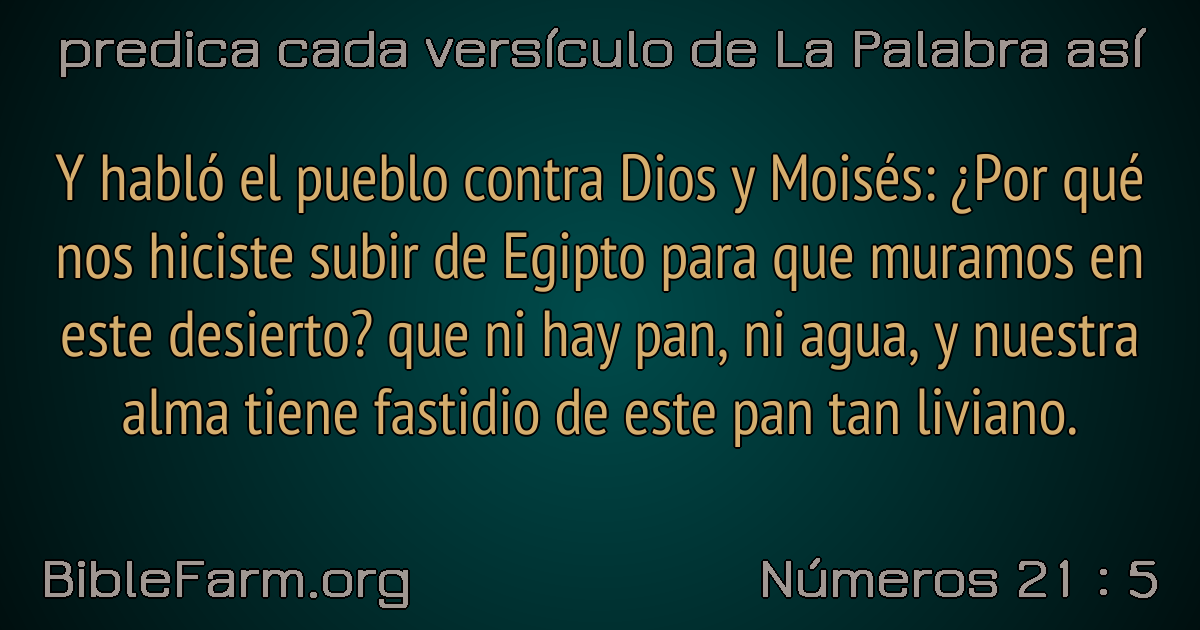 predica cada versículo de La Palabra así
Y habló el pueblo contra Dios y Moisés: ¿Por qué
nos hiciste subir de Egipto para que muramos en
este desierto? que ni hay pan, ni agua, y nuestra
alma tiene fastidio de este pan tan liviano.
BibleFarm.org
Números 21 : 5